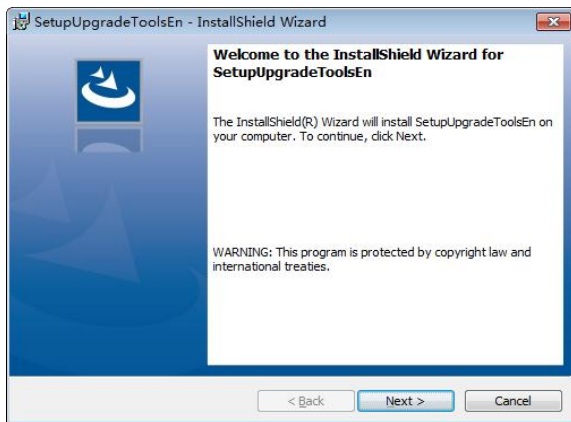 SetupUpgradeToolsEn - InstallShield Wizard
Welcome to the InstallShield Wizard for
SetupUpgradeToolsEn
The InstallShield(R) Wizard will install SetupUpgradeToolsEn on
your computer. To continue, click Next.
WARNING: This program is protected by copyright law and
international treaties.
< Back
Next >
Cancel